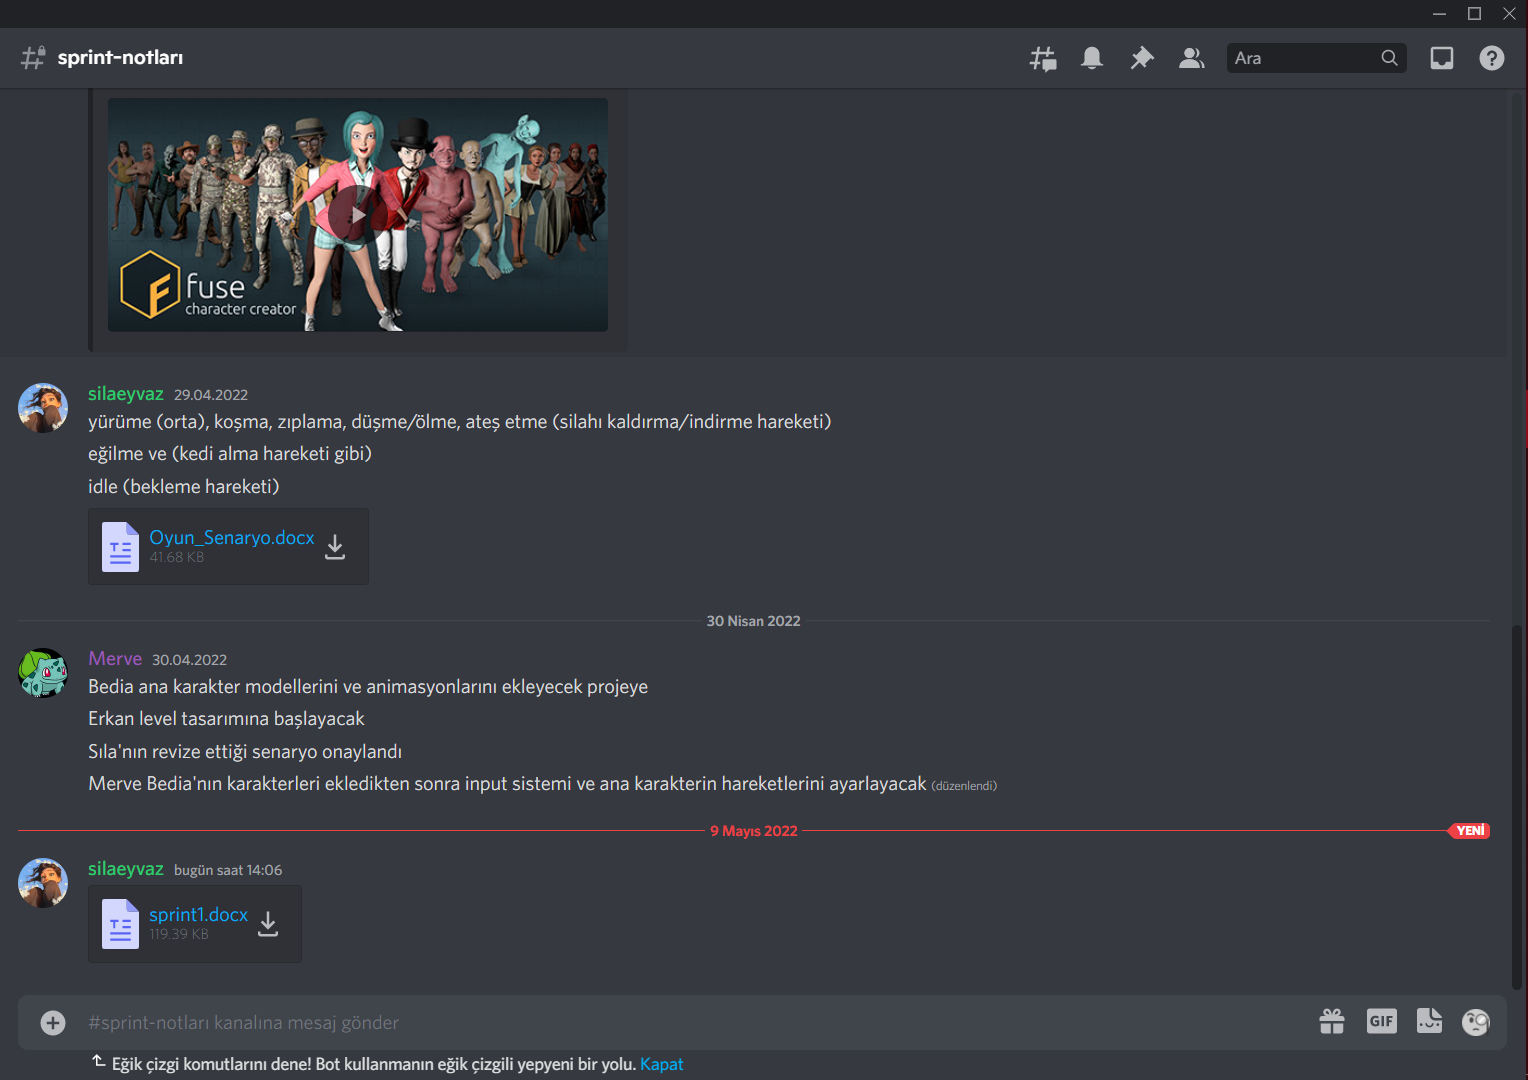 sprint-notları
Ara
fuse
character creator
silaeyvaz 29.04.2022
yürüme (orta), koşma, zıplama, düşme/ölme, ateş etme (silahı kaldırma/indirme hareketi)
eğilme ve (kedi alma hareketi gibi)
idle (bekleme hareketi)
Oyun_Senaryo.docx
41.68 KB
30 Nisan 2022
Merve 30.04.2022
Bedia ana karakter modellerini ve animasyonlarını ekleyecek projeye
Erkan level tasarımına başlayacak
Sıla'nın revize ettiği senaryo onaylandı
Merve Bedia'nın karakterleri ekledikten sonra input sistemi ve ana karakterin hareketlerini ayarlayacak (düzenlendi)
9 Mayıs 2022 YENİ
silaeyvaz bugün saat 14:06
sprint1.docx
119.39 KB
#sprint-notları kanalına mesaj gönder
GIF
Eğik çizgi komutlarını dene! Bot kullanmanın eğik çizgili yepyeni bir yolu. Kapat